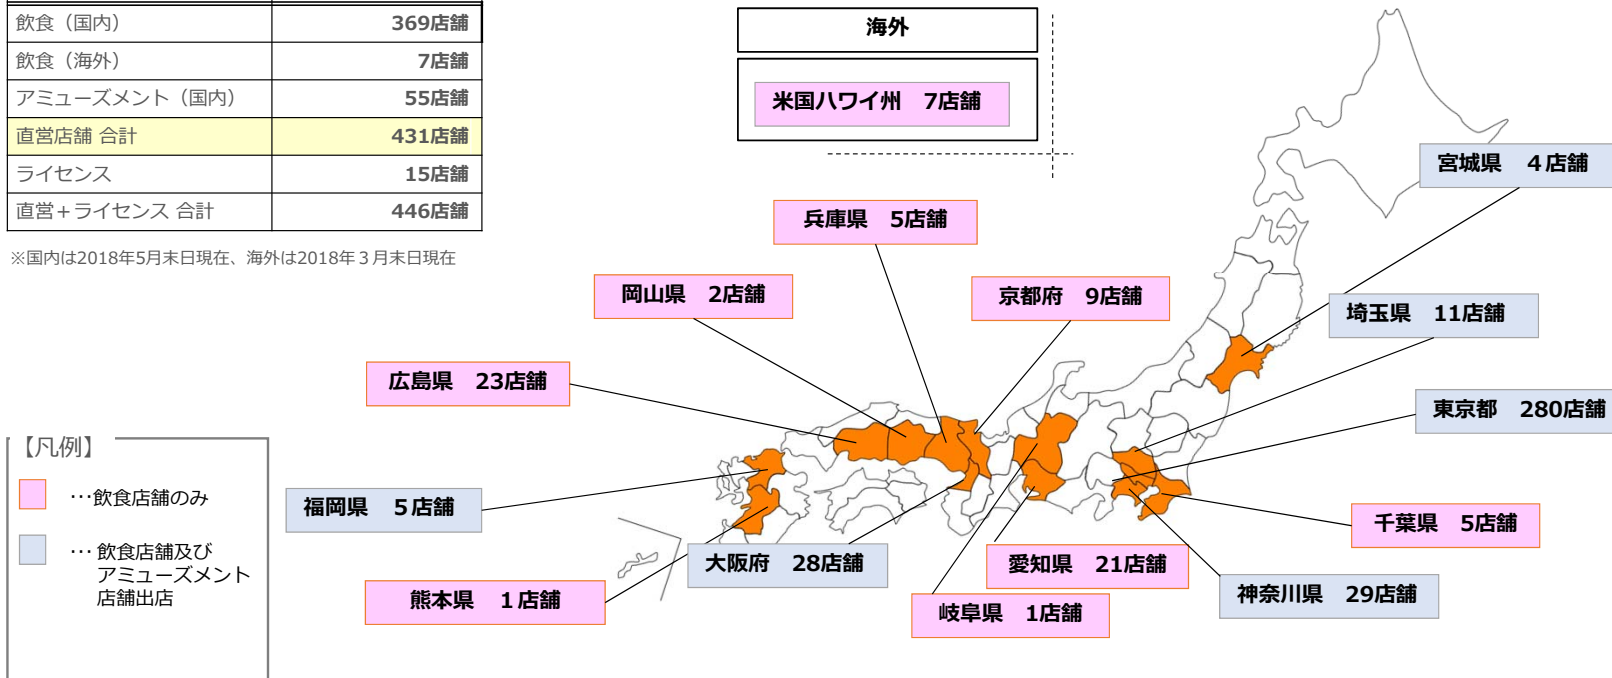 飲食（国内） 369店舗
飲食（海外） 7店舗
アミューズメント（国内） 55店舗
直営店舗 合計 431店舗
ライセンス 15店舗
直営＋ライセンス 合計 446店舗
※国内は2018年5月末日現在、海外は2018年３月末日現在
海外
米国ハワイ州　7店舗
宮城県　４店舗
兵庫県　5店舗
岡山県　2店舗
京都府　9店舗
埼玉県　11店舗
広島県　23店舗
東京都　280店舗
福岡県　５店舗
千葉県　5店舗
大阪府　28店舗
愛知県　21店舗
神奈川県　29店舗
熊本県　１店舗
岐阜県　1店舗
【凡例】
…飲食店舗のみ
…飲食店舗及び
アミューズメント
店舗出店